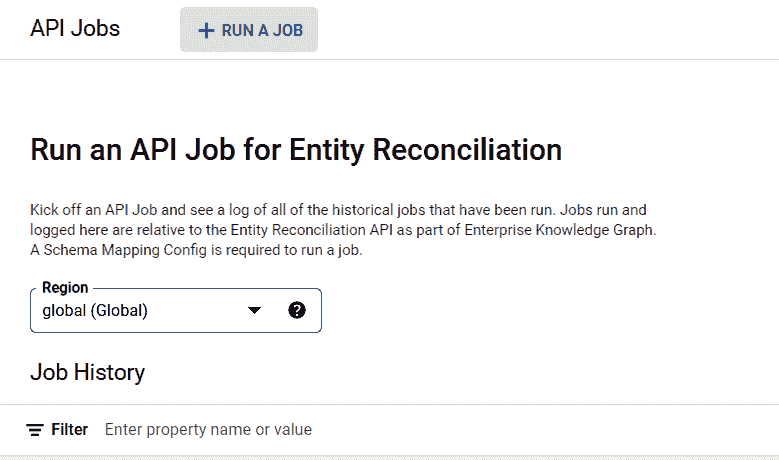 API Jobs
RUN A JOB
Run an API Job for Entity Reconciliation
Kick off an API Job and see a log of all of the historical jobs that have been run. Jobs run and
logged here are relative to the Entity Reconciliation API as part of Enterprise Knowledge Graph.
A Schema Mapping Config is required to run a job.
Region
global (Global)
Job History
Filter Enter property name or value